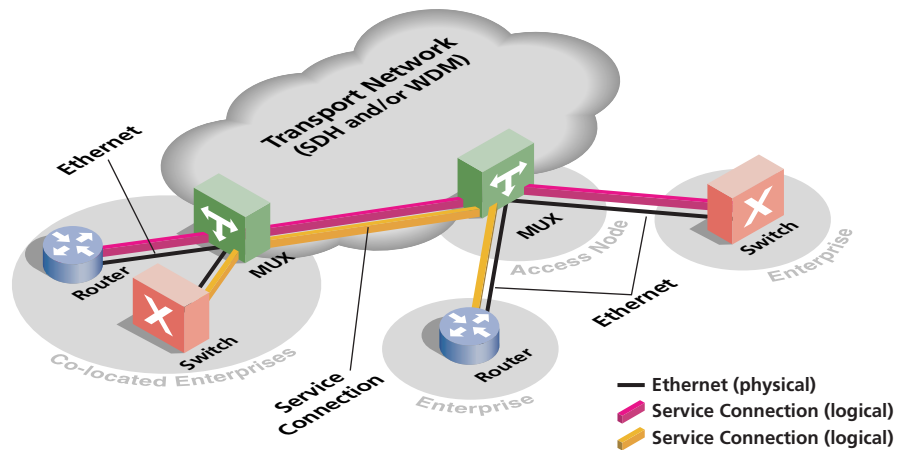 Transport Network
(SDH and/or WDM)
Ethernet
MUX
Router
Switch
Co-located Enterprises
MUX
Access Node
Switch
Enterprise
Ethernet
Router
Enterprise
Service
Connection
Ethernet (physical)
Service Connection (logical)
Service Connection (logical)